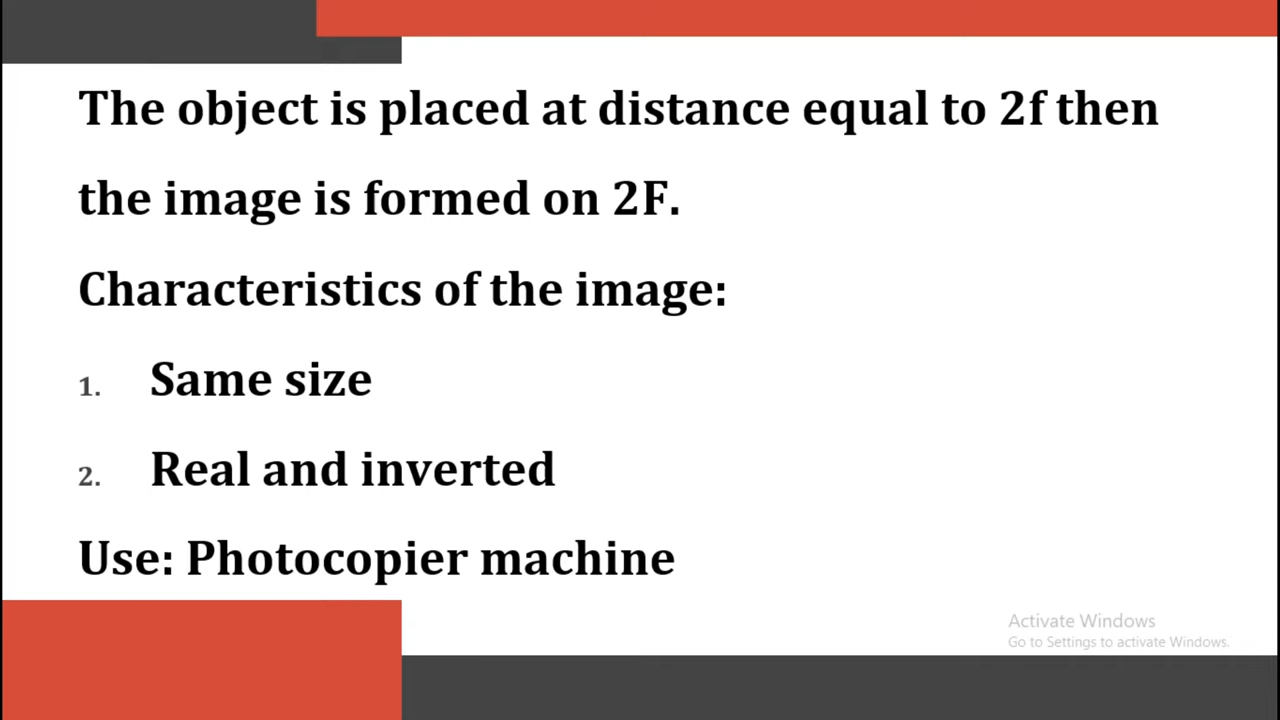 The object is placed at distance equal to 2f then
the image is formed on 2F.
Characteristics of the image:
1. Same size
2. Real and inverted
Use: Photocopier machine
Activate Windows
Go to Settings to activate Windows.